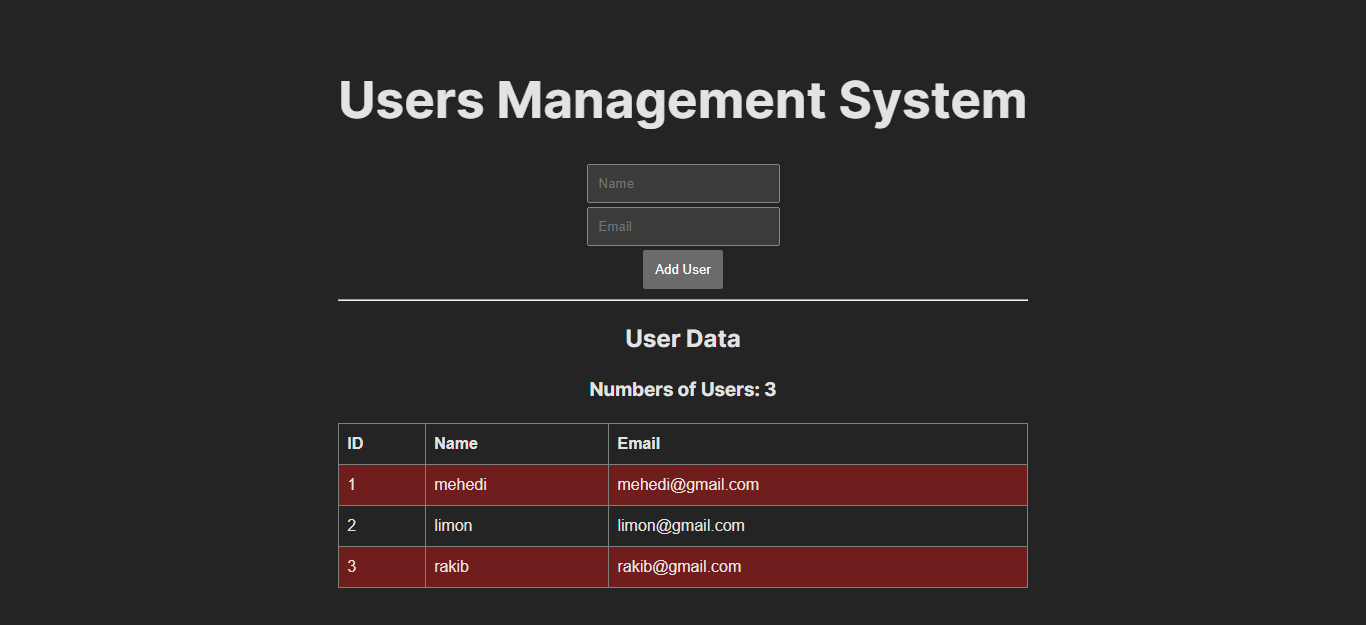 Users Management System
Name
Email
Add User
User Data
Numbers of Users: 3
ID Name Email
1 mehedi mehedi@gmail.com
2 limon limon@gmail.com
3 rakib rakib@gmail.com